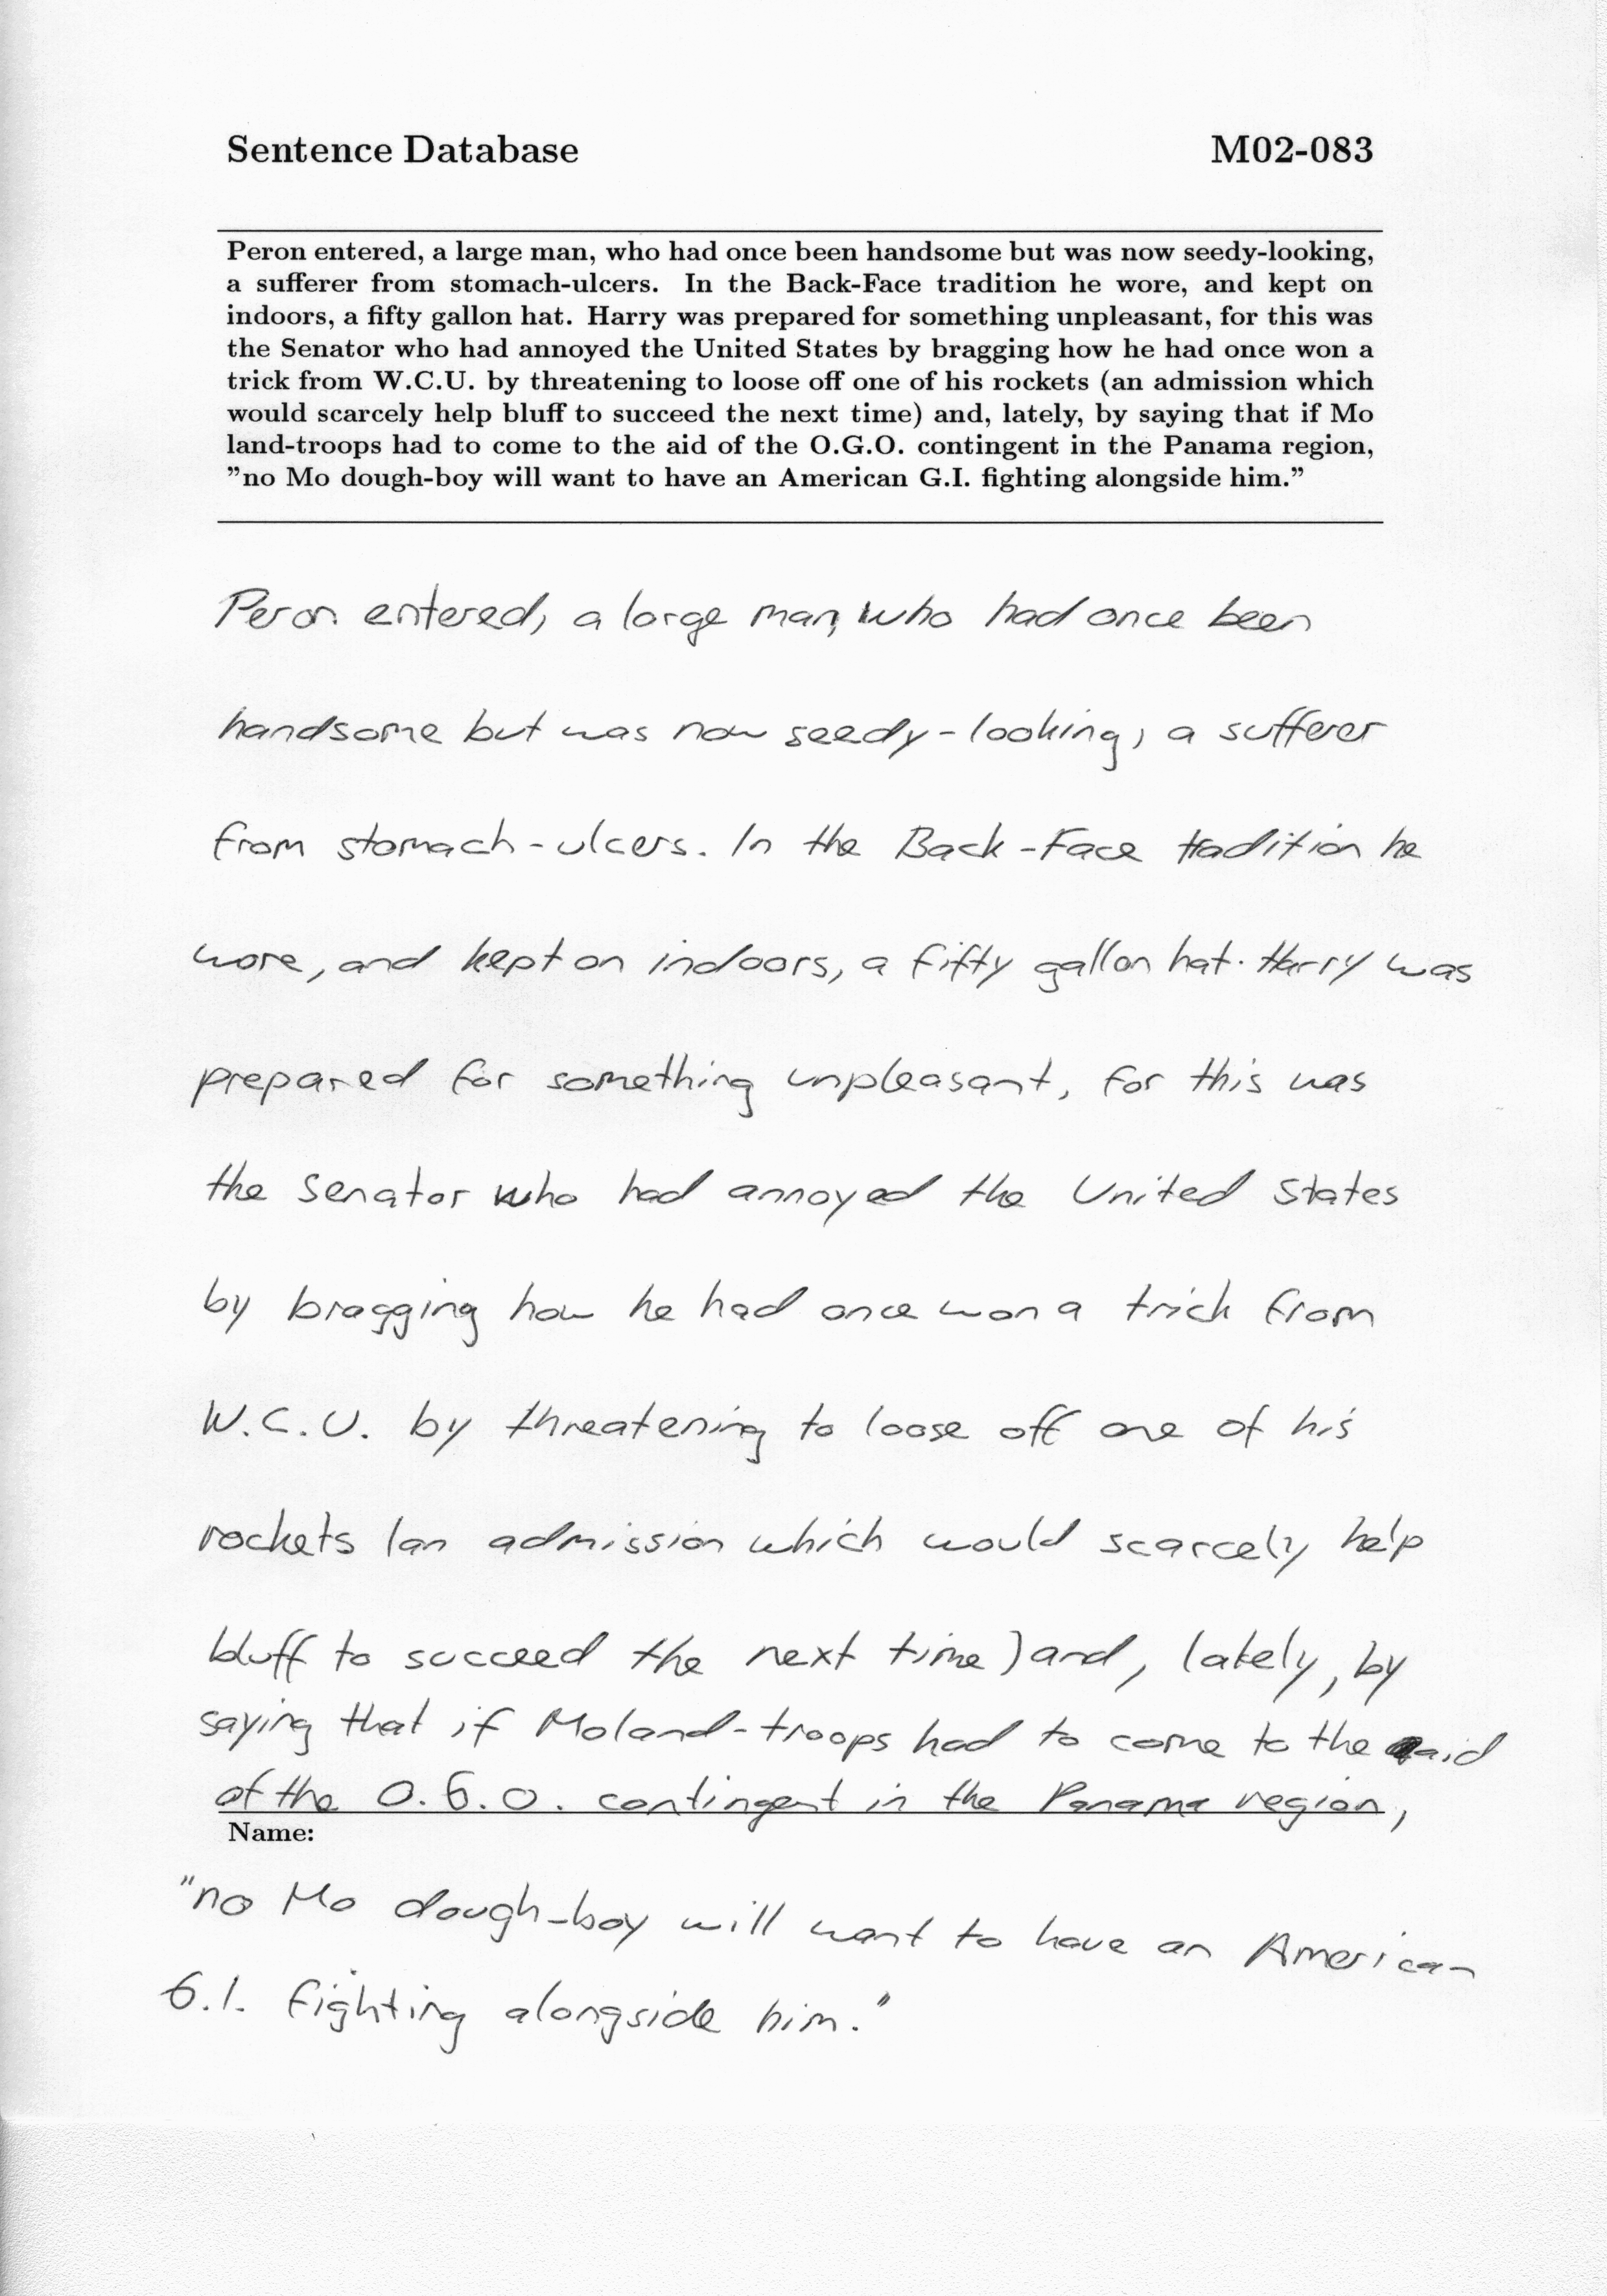 Sentence Database M02-083
Peron entered, a large man, who had once been handsome but was now seedy-looking,
a sufferer from stomach-ulcers. In the Back-Face tradition he wore, and kept on
indoors, a fifty gallon hat. Harry was prepared for something unpleasant, for this was
the Senator who had annoyed the United States by bragging how he had once won a
trick from W.C.U. by threatening to loose off one of his rockets (an admission which
would scarcely help bluff to succeed the next time) and, lately, by saying that if Mo
land-troops had to come to the aid of the O.G.O. contingent in the Panama region,
"no Mo dough-boy will want to have an American G.I. fighting alongside him."
Peron entered, a large man, who had once been
handsome but was now seedy-looking, a sufferer
from stomach-ulcers. In the Back-Face tradition he
wore, and kept on indoors, a fifty gallon hat. Harry was
prepared for something unpleasant, for this was
the Senator who had annoyed the United States
by bragging how he had once won a trick from
W.C.U. by threatening to loose off one of his
rockets (an admission which would scarcely help
bluff to succeed the next time) and, lately, by
saying that if Mo land-troops had to come to the aid
of the O.G.O. contingent in the Panama region,
Name:
"no Mo dough-boy will want to have an American
G.I. fighting alongside him."